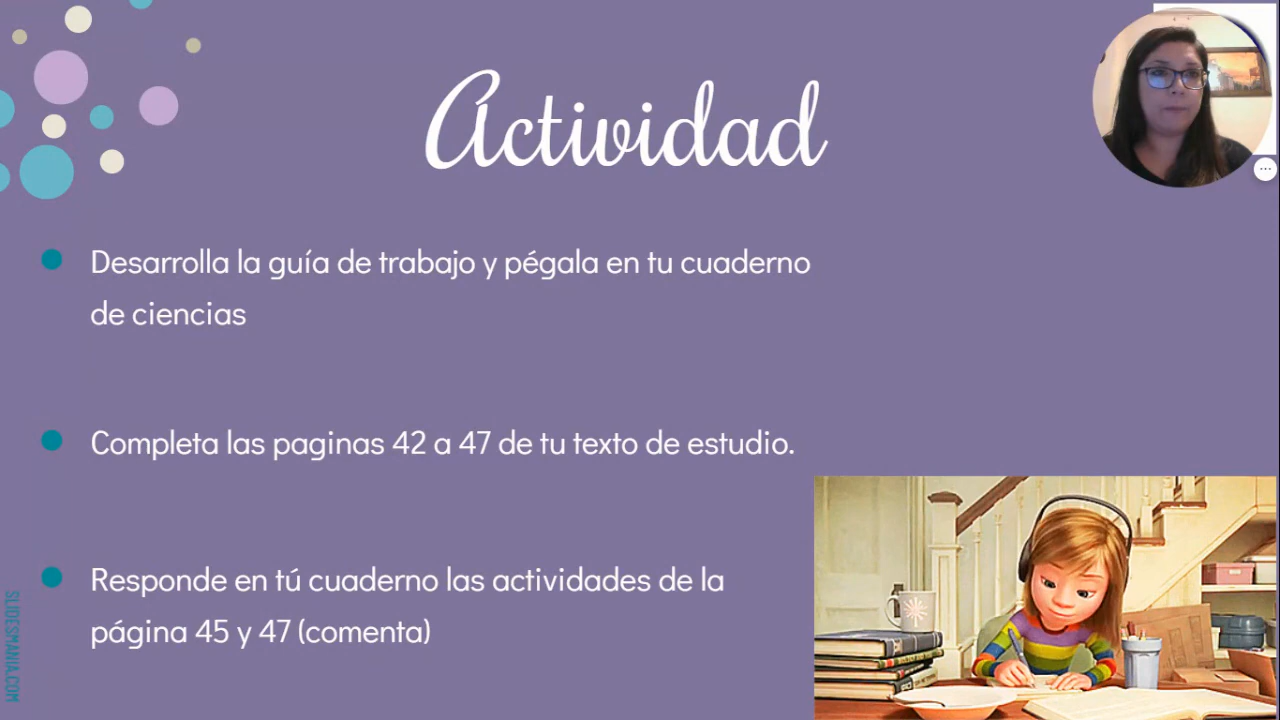 Actividad
Desarrolla la guía de trabajo y pégala en tu cuaderno
de ciencias
Completa las paginas 42 a 47 de tu texto de estudio.
Responde en tú cuaderno las actividades de la
página 45 y 47 (comenta)
SLIDESMANIA.COM